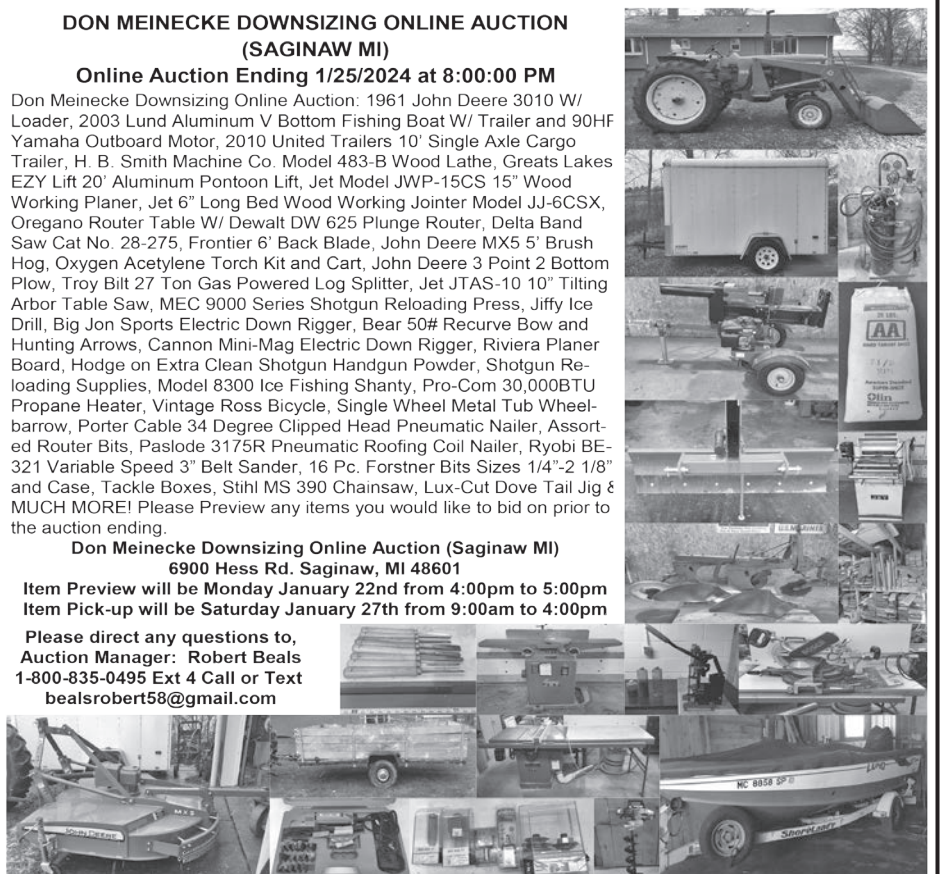 DON MEINECKE DOWNSIZING ONLINE AUCTION
(SAGINAW MI)
Online Auction Ending 1/25/2024 at 8:00:00 PM
Don Meinecke Downsizing Online Auction: 1961 John Deere 3010 W/
Loader, 2003 Lund Aluminum V Bottom Fishing Boat W/ Trailer and 90HP
Yamaha Outboard Motor, 2010 United Trailers 10' Single Axle Cargo
Trailer, H. B. Smith Machine Co. Model 483-B Wood Lathe, Greats Lakes
EZY Lift 20' Aluminum Pontoon Lift, Jet Model JWP-15CS 15" Wood
Working Planer, Jet 6" Long Bed Wood Working Jointer Model JJ-6CSX,
Oregano Router Table W/ Dewalt DW 625 Plunge Router, Delta Band
Saw Cat No. 28-275, Frontier 6' Back Blade, John Deere MX5 5' Brush
Hog, Oxygen Acetylene Torch Kit and Cart, John Deere 3 Point 2 Bottom
Plow, Troy Bilt 27 Ton Gas Powered Log Splitter, Jet JTAS-10 10" Tilting
Arbor Table Saw, MEC 9000 Series Shotgun Reloading Press, Jiffy Ice
Drill, Big Jon Sports Electric Down Rigger, Bear 50# Recurve Bow and
Hunting Arrows, Cannon Mini-Mag Electric Down Rigger, Riviera Planer
Board, Hodge on Extra Clean Shotgun Handgun Powder, Shotgun Re-
loading Supplies, Model 8300 Ice Fishing Shanty, Pro-Com 30,000BTU
Propane Heater, Vintage Ross Bicycle, Single Wheel Metal Tub Wheel-
barrow, Porter Cable 34 Degree Clipped Head Pneumatic Nailer, Assort-
ed Router Bits, Paslode 3175R Pneumatic Roofing Coil Nailer, Ryobi BE-
321 Variable Speed 3" Belt Sander, 16 Pc. Forstner Bits Sizes 1/4"-2 1/8"
and Case, Tackle Boxes, Stihl MS 390 Chainsaw, Lux-Cut Dove Tail Jig &
MUCH MORE! Please Preview any items you would like to bid on prior to
the auction ending.
Don Meinecke Downsizing Online Auction (Saginaw MI)
6900 Hess Rd. Saginaw, MI 48601
Item Preview will be Monday January 22nd from 4:00pm to 5:00pm
Item Pick-up will be Saturday January 27th from 9:00am to 4:00pm
Please direct any questions to,
Auction Manager: Robert Beals
1-800-835-0495 Ext 4 Call or Text
bealsrobert58@gmail.com
25 LBS.
AA
American Standard
Olin
JET
U.S. MARINES
JOHN DEERE
MX5
LUND
MC 8858 SP
ShoreLand'r